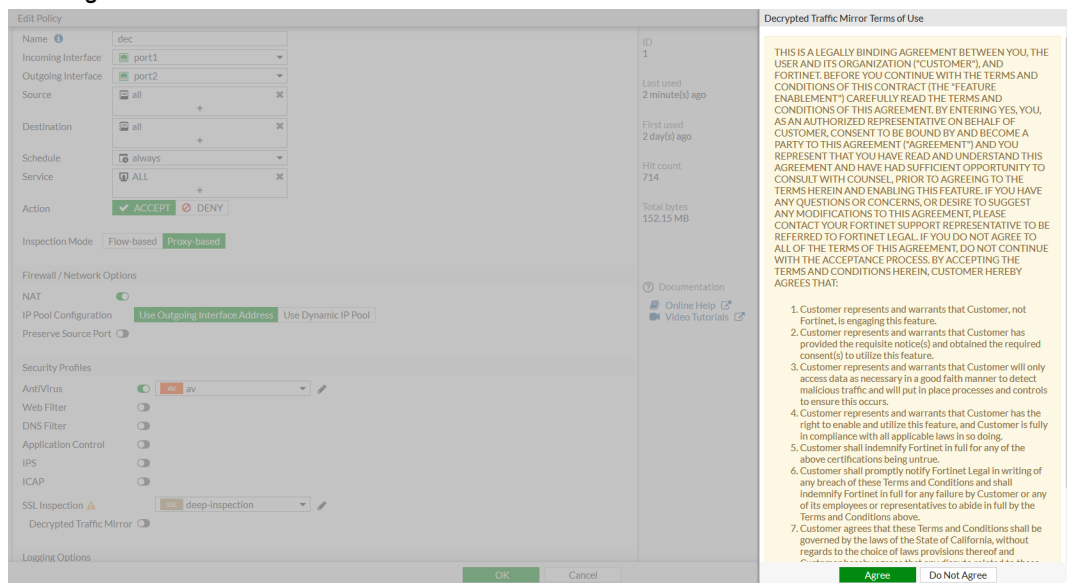 Edit Policy
Name
dec
Incoming Interface
port1
Outgoing Interface
port2
Source
all
+
Destination
all
+
Schedule
always
Service
ALL
+
Action
ACCEPT
DENY
Inspection Mode
Flow-based
Proxy-based
Firewall / Network Options
NAT
IP Pool Configuration
Use Outgoing Interface Address
Use Dynamic IP Pool
Preserve Source Port
Security Profiles
AntiVirus
AV
av
Web Filter
DNS Filter
Application Control
IPS
ICAP
SSL Inspection
SSL
deep-inspection
Decrypted Traffic Mirror
Logging Options
OK
Cancel
ID
1
Last used
2 minute(s) ago
First used
2 day(s) ago
Hit count
714
Total bytes
152.15 MB
Documentation
Online Help
Video Tutorials
Decrypted Traffic Mirror Terms of Use
THIS IS A LEGALLY BINDING AGREEMENT BETWEEN YOU, THE
USER AND ITS ORGANIZATION ("CUSTOMER"), AND
FORTINET. BEFORE YOU CONTINUE WITH THE TERMS AND
CONDITIONS OF THIS CONTRACT (THE "FEATURE
ENABLEMENT") CAREFULLY READ THE TERMS AND
CONDITIONS OF THIS AGREEMENT. BY ENTERING YES, YOU,
AS AN AUTHORIZED REPRESENTATIVE ON BEHALF OF
CUSTOMER, CONSENT TO BE BOUND BY AND BECOME A
PARTY TO THIS AGREEMENT ("AGREEMENT") AND YOU
REPRESENT THAT YOU HAVE READ AND UNDERSTAND THIS
AGREEMENT AND HAVE HAD SUFFICIENT OPPORTUNITY TO
CONSULT WITH COUNSEL, PRIOR TO AGREEING TO THE
TERMS HEREIN AND ENABLING THIS FEATURE. IF YOU HAVE
ANY QUESTIONS OR CONCERNS, OR DESIRE TO SUGGEST
ANY MODIFICATIONS TO THIS AGREEMENT, PLEASE
CONTACT YOUR FORTINET SUPPORT REPRESENTATIVE TO BE
REFERRED TO FORTINET LEGAL. IF YOU DO NOT AGREE TO
ALL OF THE TERMS OF THIS AGREEMENT, DO NOT CONTINUE
WITH THE ACCEPTANCE PROCESS. BY ACCEPTING THE
TERMS AND CONDITIONS HEREIN, CUSTOMER HEREBY
AGREES THAT:
1. Customer represents and warrants that Customer, not
Fortinet, is engaging this feature.
2. Customer represents and warrants that Customer has
provided the requisite notice(s) and obtained the required
consent(s) to utilize this feature.
3. Customer represents and warrants that Customer will only
access data as necessary in a good faith manner to detect
malicious traffic and will put in place processes and controls
to ensure this occurs.
4. Customer represents and warrants that Customer has the
right to enable and utilize this feature, and Customer is fully
in compliance with all applicable laws in so doing.
5. Customer shall indemnify Fortinet in full for any of the
above certifications being untrue.
6. Customer shall promptly notify Fortinet Legal in writing of
any breach of these Terms and Conditions and shall
indemnify Fortinet in full for any failure by Customer or any
of its employees or representatives to abide in full by the
Terms and Conditions above.
7. Customer agrees that these Terms and Conditions shall be
governed by the laws of the State of California, without
regards to the choice of laws provisions thereof and
Agree
Do Not Agree